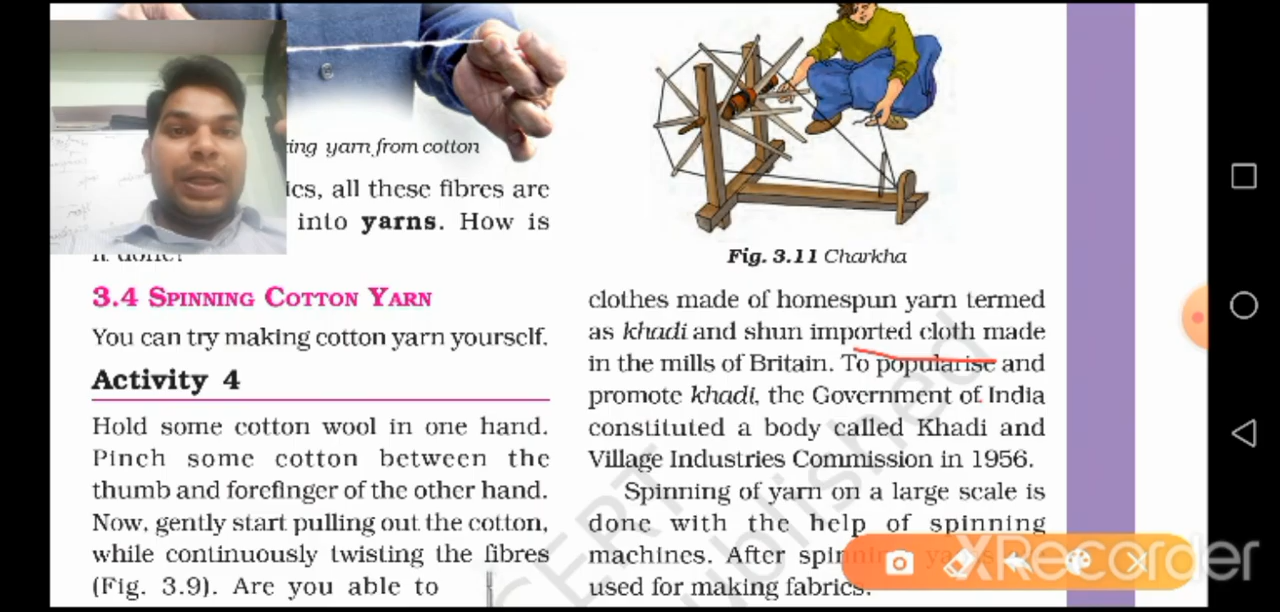 ing yarn from cotton
ics, all these fibres are
into yarns. How is
it done?
3.4 SPINNING COTTON YARN
You can try making cotton yarn yourself.
Activity 4
Hold some cotton wool in one hand.
Pinch some cotton between the
thumb and forefinger of the other hand.
Now, gently start pulling out the cotton,
while continuously twisting the fibres
(Fig. 3.9). Are you able to
Fig. 3.11 Charkha
clothes made of homespun yarn termed
as khadi and shun imported cloth made
in the mills of Britain. To popularise and
promote khadi, the Government of India
constituted a body called Khadi and
Village Industries Commission in 1956.
Spinning of yarn on a large scale is
done with the help of spinning
machines. After spinning, ya
used for making fabrics.
XRecorder